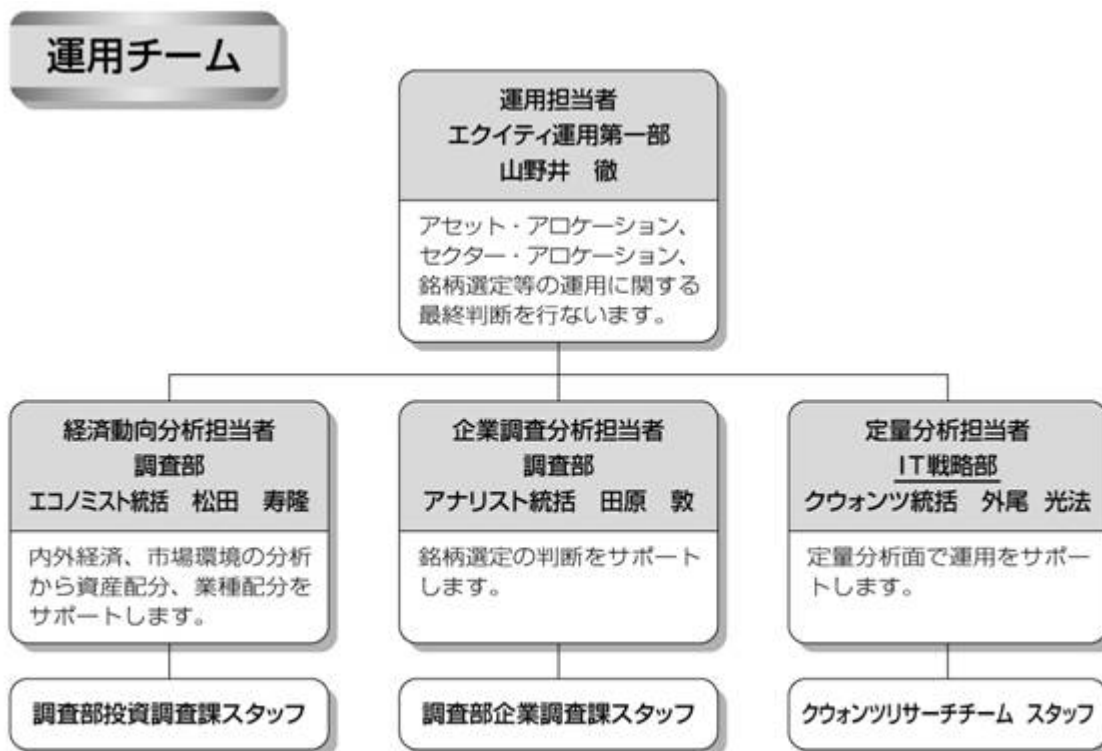 運用チーム
運用担当者
エクイティ運用第一部
山野井 徹
アセット・アロケーション、
セクター・アロケーション、
銘柄選定等の運用に関する
最終判断を行ないます。
経済動向分析担当者
調査部
エコノミスト統括 松田 寿隆
内外経済、市場環境の分析
から資産配分、業種配分を
サポートします。
調査部投資調査課スタッフ
企業調査分析担当者
調査部
アナリスト統括 田原 敦
銘柄選定の判断をサポート
します。
調査部企業調査課スタッフ
定量分析担当者
IT戦略部
クウォンツ統括 外尾 光法
定量分析面で運用をサポー
トします。
クウォンツリサーチチーム スタッフ